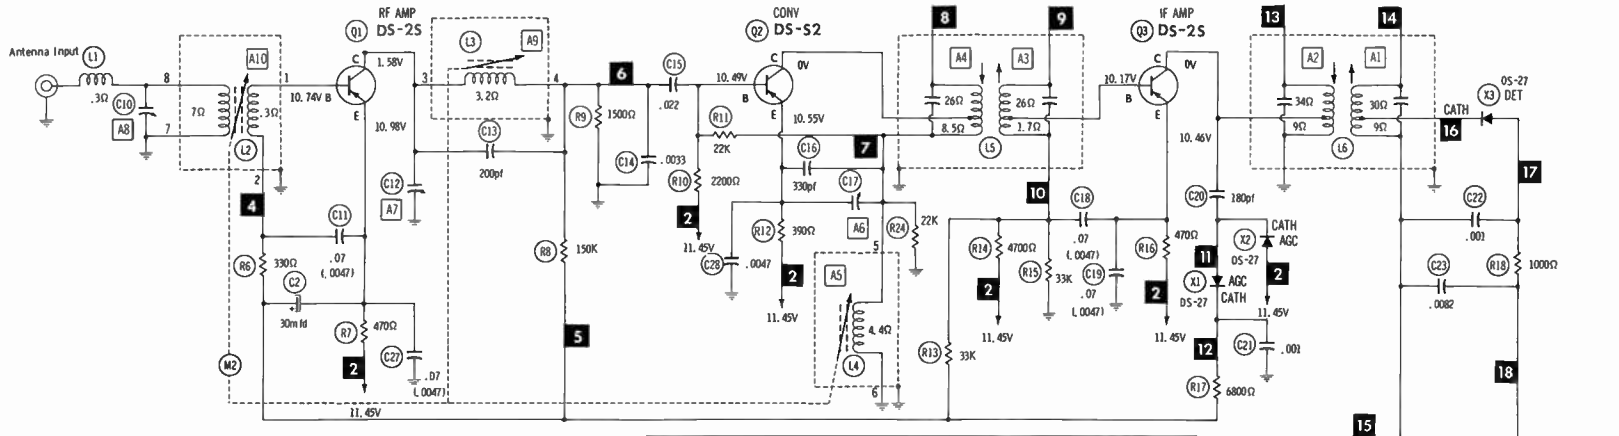 RF AMP
Q1 DS-2S
CONV
Q2 DS-S2
IF AMP
Q3 DS-2S
8
9
13
14
Antenna Input
L1
.3Ω
C10
A8
8
7
7Ω
A10
.3Ω
L2
1
2
10.74V B
C
1.58V
E
10.98V
L3
A9
3
3.2Ω
4
C13
200pf
C12
A7
6
C15
.022
R9
1500Ω
C14
.0033
R11
22K
R10
2200Ω
2
11.45V
10.49V
B
C
0V
E
10.55V
C16
330pf
C17
A6
7
R12
390Ω
2
11.45V
C28
.0047
R24
22K
5
A5
4.4Ω
L4
6
A4
A3
26Ω
26Ω
8.5Ω
1.7Ω
L5
10
10.17V
B
C
0V
E
10.46V
C18
.07
(.0047)
C19
.07
(.0047)
R14
4700Ω
2
11.45V
R15
33K
R13
33K
R16
470Ω
2
11.45V
C20
180pf
11
X1
DS-27
AGC
CATH
X2
OS-27
CATH
AGC
2
11.45V
12
C21
.001
R17
6800Ω
A2
A1
34Ω
30Ω
9Ω
9Ω
L6
CATH
16
X3
OS-27
DET
17
C22
.001
C23
.0082
R18
1000Ω
18
15
4
R6
330Ω
C11
.07
(.0047)
C2
30mfd
R7
470Ω
2
11.45V
C27
.07
(.0047)
M2
R8
150K
5